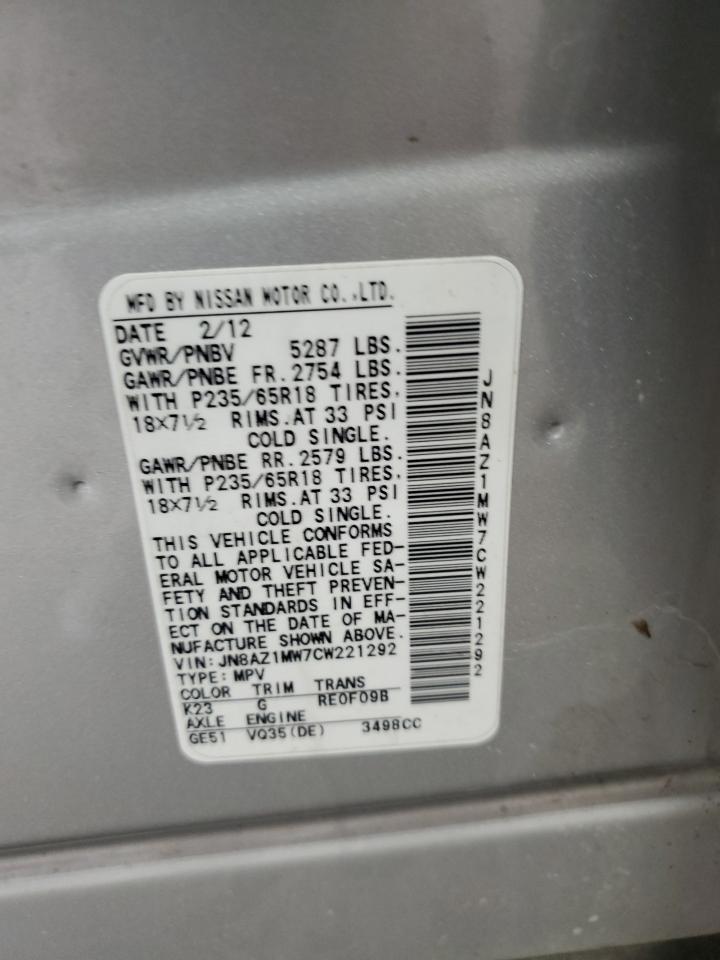 MFD BY NISSAN MOTOR CO.,LTD.
DATE 2/12
GVWR/PNBV 5287 LBS.
GAWR/PNBE FR. 2754 LBS.
WITH P235/65R18 TIRES,
18×7½ RIMS.AT 33 PSI
COLD SINGLE.
GAWR/PNBE RR. 2579 LBS.
WITH P235/65R18 TIRES,
18×7½ RIMS.AT 33 PSI
COLD SINGLE.
THIS VEHICLE CONFORMS
TO ALL APPLICABLE FED-
ERAL MOTOR VEHICLE SA-
FETY AND THEFT PREVEN-
TION STANDARDS IN EFF-
ECT ON THE DATE OF MA-
NUFACTURE SHOWN ABOVE.
VIN:JN8AZ1MW7CW221292
TYPE:MPV
COLOR TRIM TRANS
K23 G RE0F09B
AXLE ENGINE
GE51 VQ35(DE) 3498CC
JN8AZ1MW7CW221292